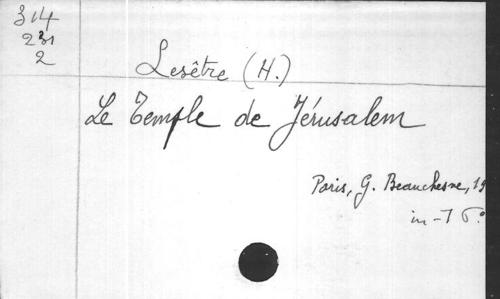 314
231
2
Lesêtre (H.)
Le Temple de Jérusalem
Paris, G. Beauchesne, 19
in-16°.